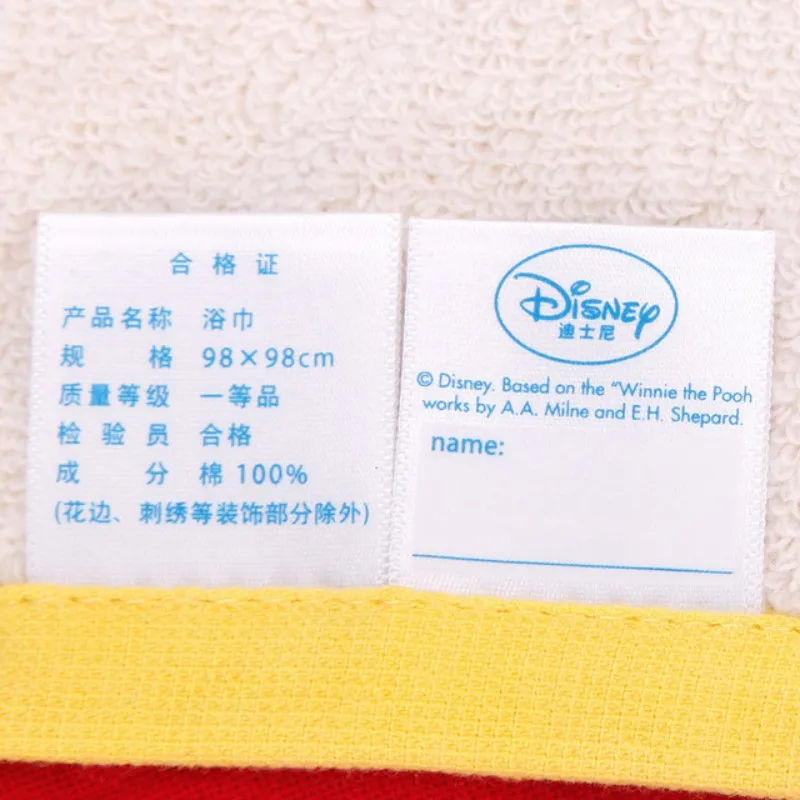 合格证
产品名称 浴巾
规 格 98×98cm
质量等级 一等品
检 验 员 合格
成 分 棉 100%
(花边、刺绣等装饰部分除外)
DISNEY
迪士尼
© Disney. Based on the "Winnie the Pooh
works by A.A. Milne and E.H. Shepard.
name: